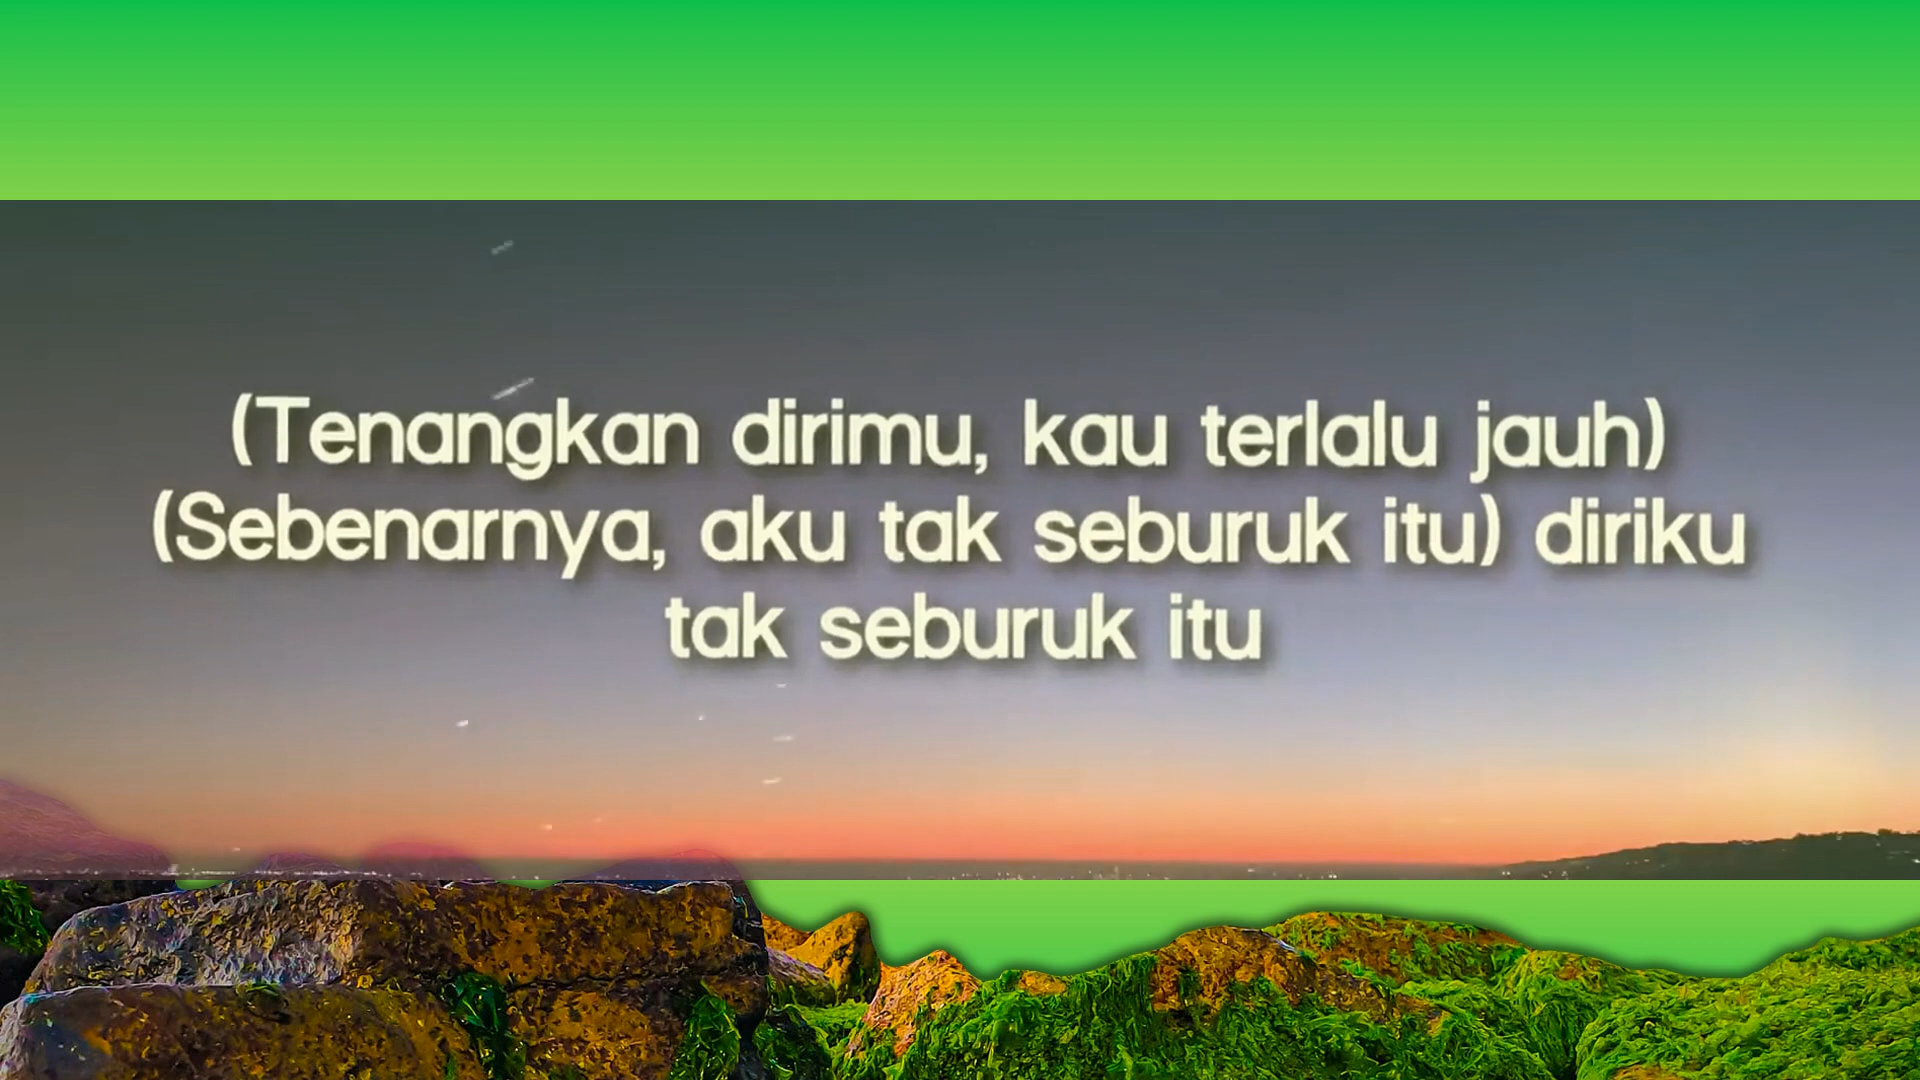 (Tenangkan dirimu, kau terlalu jauh)
(Sebenarnya, aku tak seburuk itu) diriku
tak seburuk itu